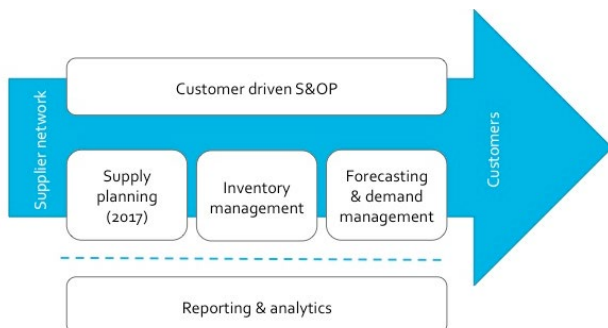 Supplier network
Customer driven S&OP
Supply
planning
(2017)
Inventory
management
Forecasting
& demand
management
Customers
Reporting & analytics